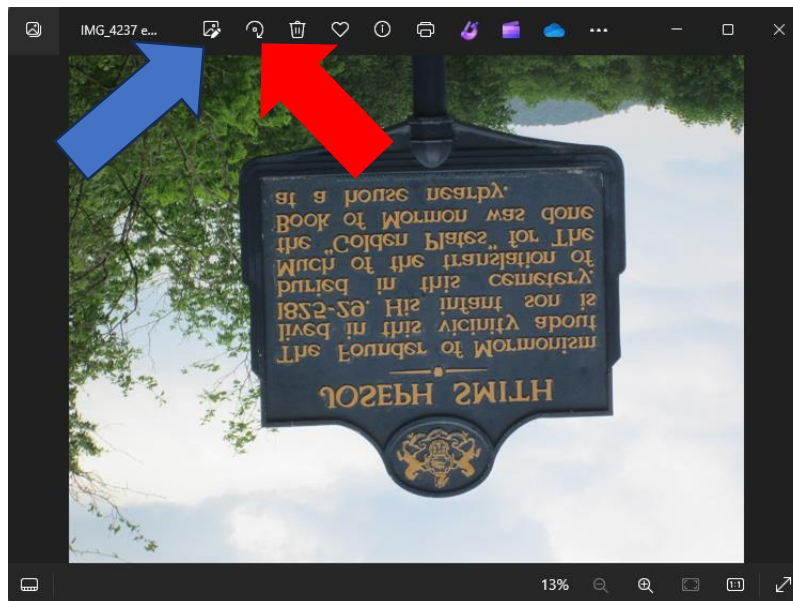 IMG_4237 e...
JOSEPH SMITH
The Founder of Mormonism
lived in this vicinity about
1825-29. His infant son is
buried in this cemetery.
Much of the translation of
the "Golden Plates" for The
Book of Mormon was done
at a house nearby.
13%
1:1